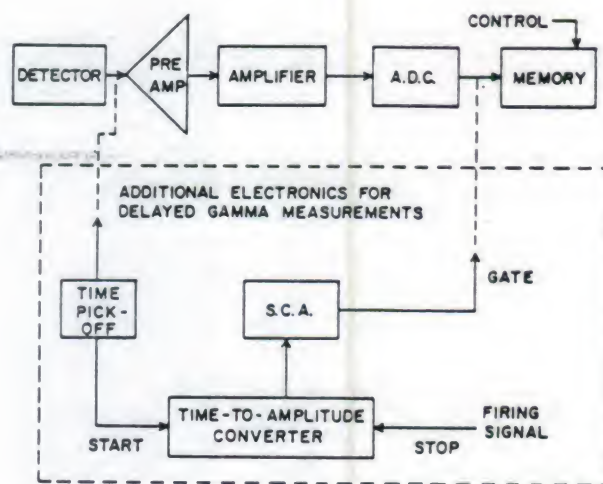 CONTROL
DETECTOR
PRE
AMP
AMPLIFIER
A.D.C.
MEMORY
ADDITIONAL ELECTRONICS FOR
DELAYED GAMMA MEASUREMENTS
TIME
PICK-
OFF
S.C.A.
GATE
TIME-TO-AMPLITUDE
CONVERTER
START
STOP
FIRING
SIGNAL